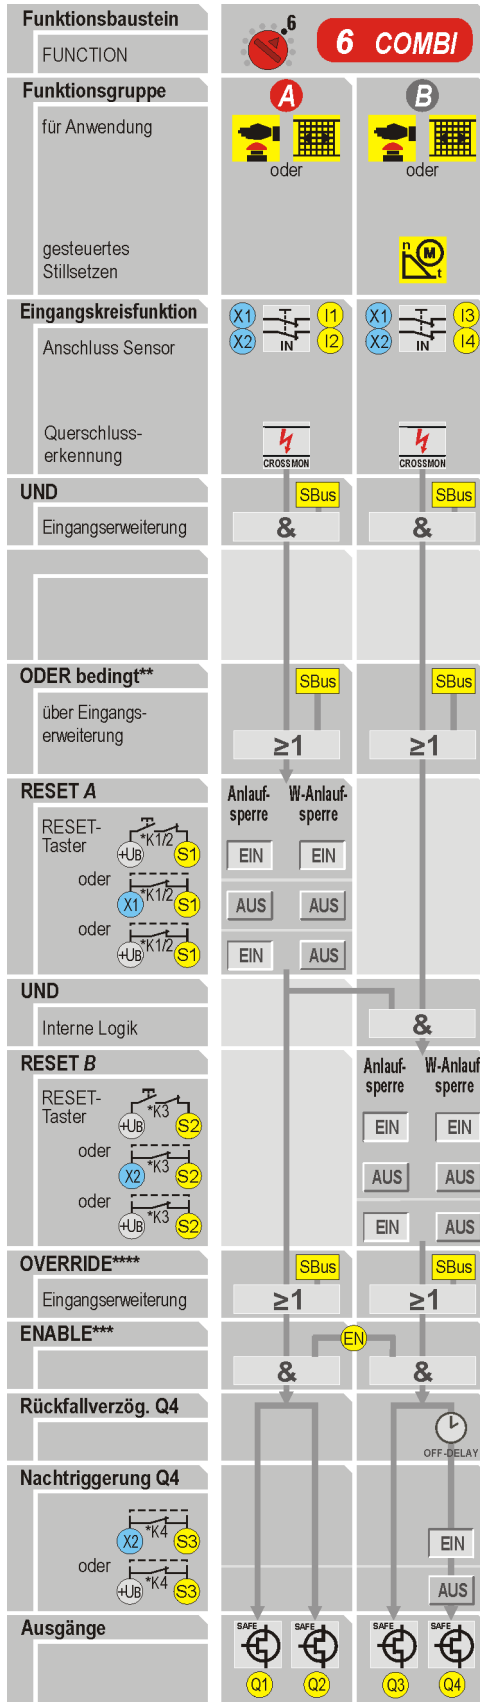 Funktionsbaustein
FUNCTION
6
6 COMBI
Funktionsgruppe
A
B
für Anwendung
oder
oder
gesteuertes
Stillsetzen
n
M
t
Eingangskreisfunktion
Anschluss Sensor
X1
X2
IN
I1
I2
X1
X2
IN
I3
I4
Querschluss-
erkennung
CROSSMON
CROSSMON
UND
Eingangserweiterung
SBus
&
SBus
&
ODER bedingt**
über Eingangs-
erweiterung
SBus
≥1
SBus
≥1
RESET A
Anlauf-
sperre
W-Anlauf-
sperre
RESET-
Taster
+UB
*K1/2
S1
EIN
EIN
oder
X1
*K1/2
S1
AUS
AUS
oder
+UB
*K1/2
S1
EIN
AUS
UND
Interne Logik
&
RESET B
Anlauf-
sperre
W-Anlauf
sperre
RESET-
Taster
+UB
*K3
S2
EIN
EIN
oder
X2
*K3
S2
AUS
AUS
oder
+UB
*K3
S2
EIN
AUS
OVERRIDE****
Eingangserweiterung
SBus
≥1
SBus
≥1
ENABLE***
EN
&
&
Rückfallverzög. Q4
OFF-DELAY
Nachtriggerung Q4
X2
*K4
S3
EIN
oder
+UB
*K4
S3
AUS
Ausgänge
SAFE
SAFE
SAFE
SAFE
Q1
Q2
Q3
Q4